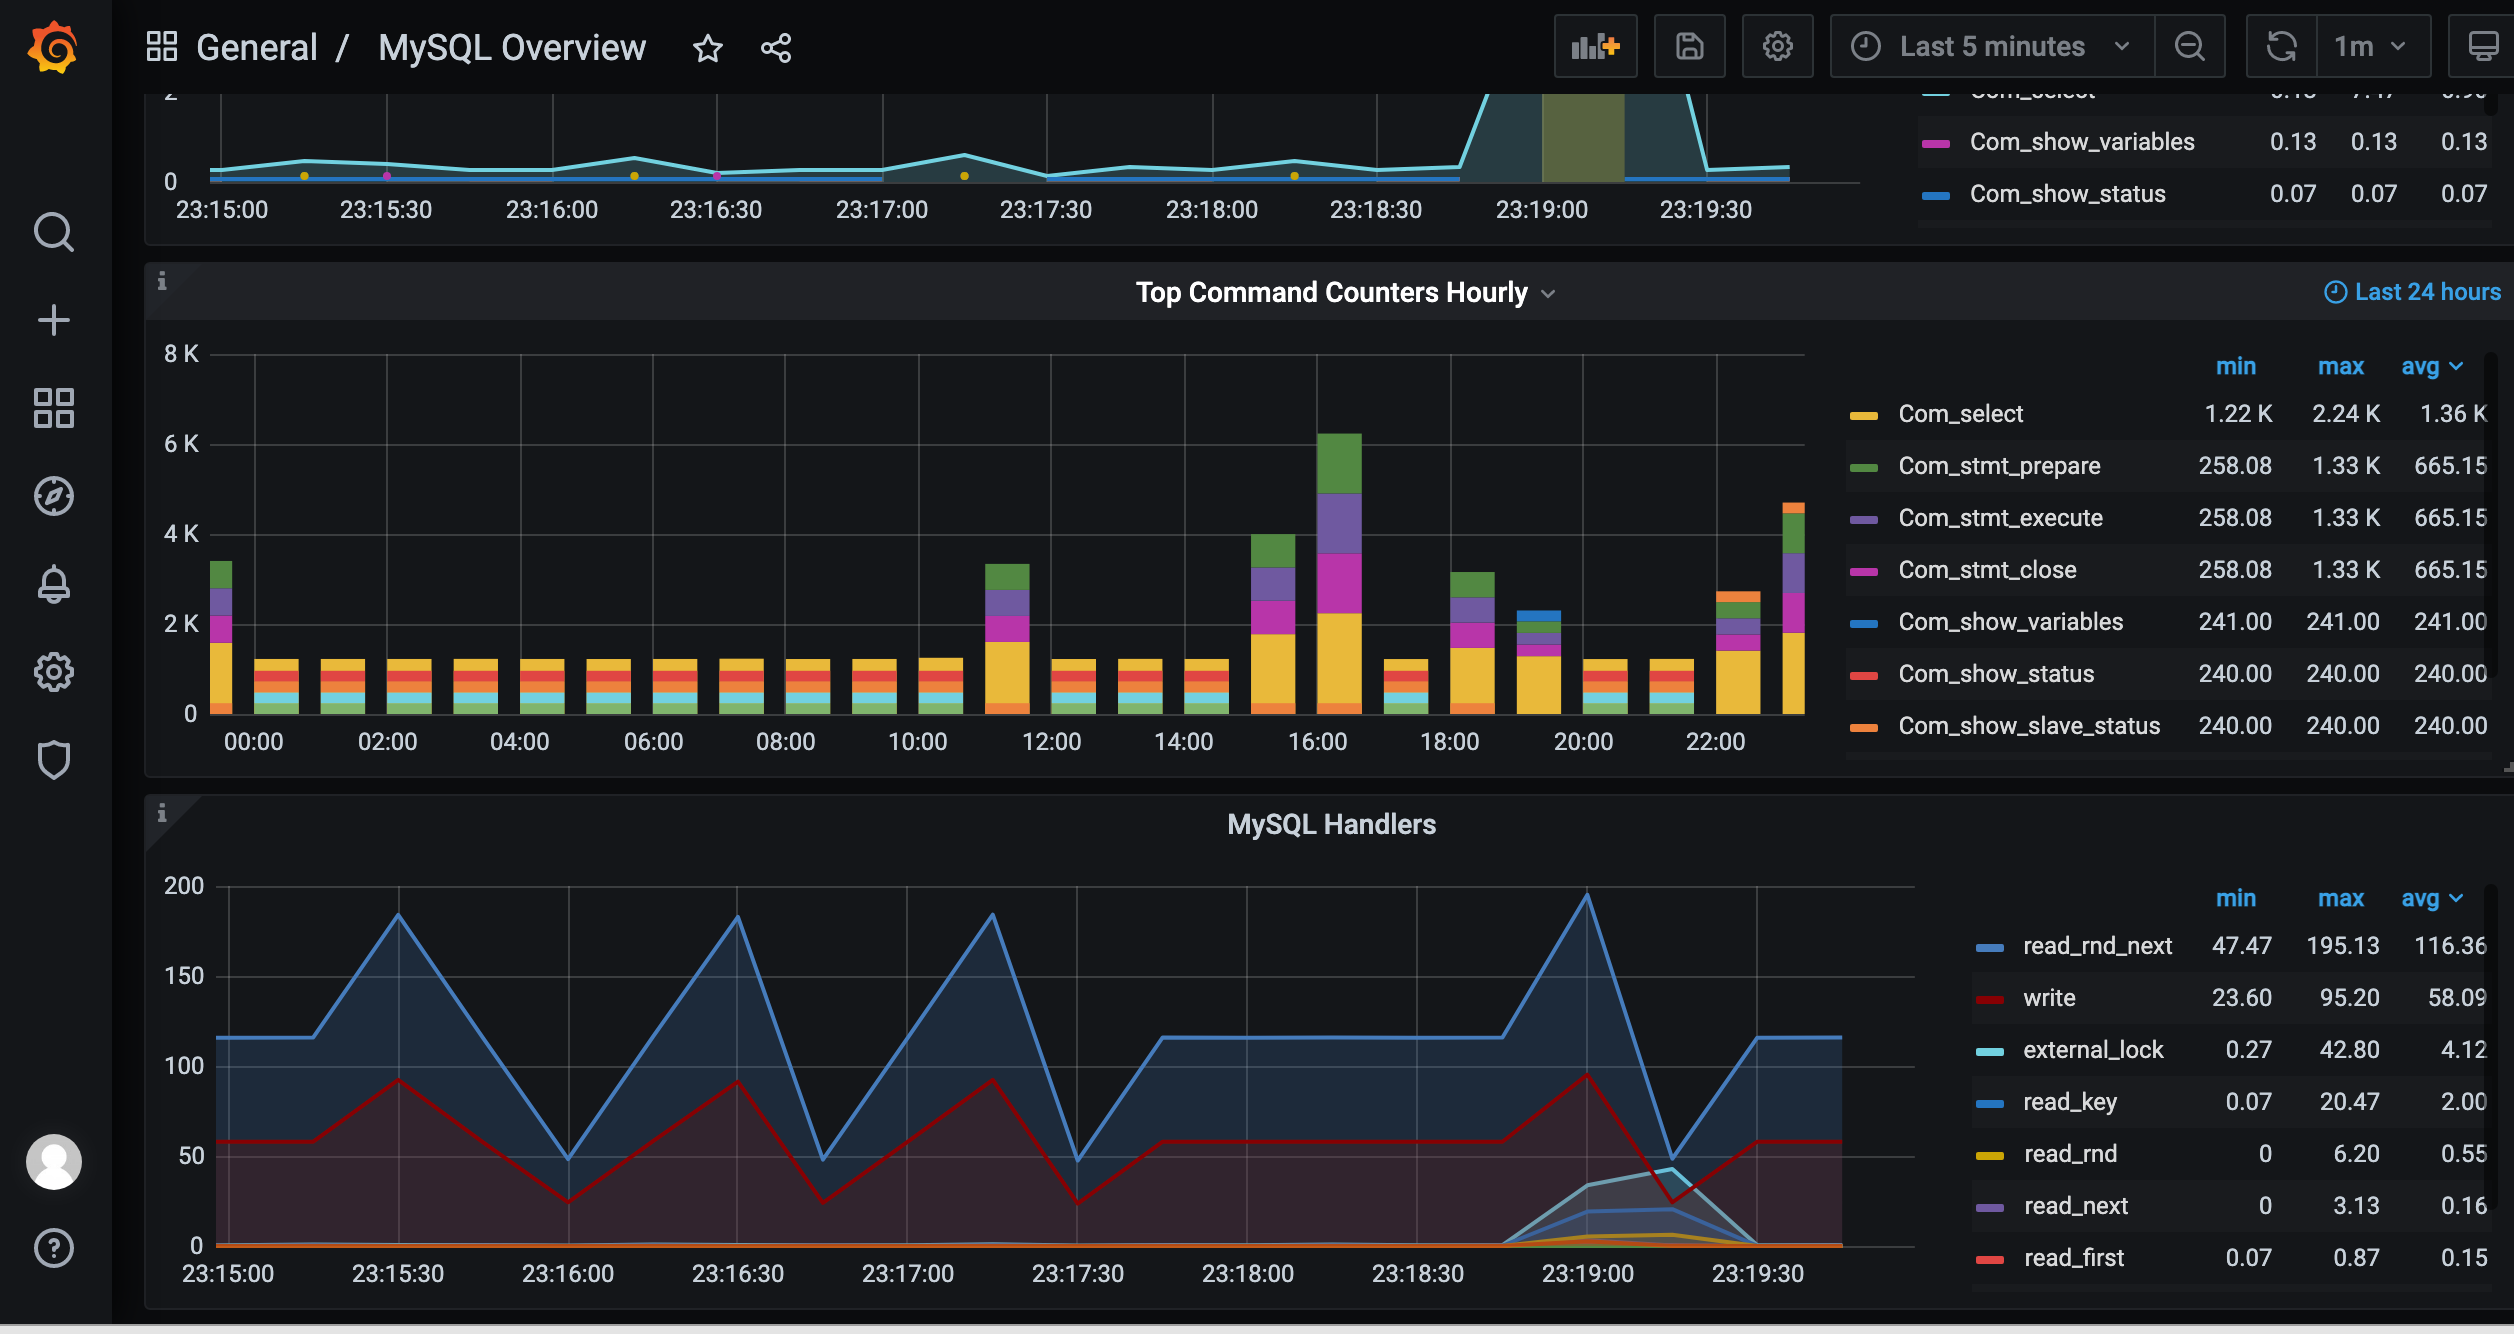 General / MySQL Overview
Last 5 minutes
1m
2
0
23:15:00 23:15:30 23:16:00 23:16:30 23:17:00 23:17:30 23:18:00 23:18:30 23:19:00 23:19:30
Com_select
Com_show_variables 0.13 0.13 0.13
Com_show_status 0.07 0.07 0.07
Top Command Counters Hourly
Last 24 hours
8 K
6 K
4 K
2 K
0
00:00 02:00 04:00 06:00 08:00 10:00 12:00 14:00 16:00 18:00 20:00 22:00
min max avg
Com_select 1.22 K 2.24 K 1.36 K
Com_stmt_prepare 258.08 1.33 K 665.15
Com_stmt_execute 258.08 1.33 K 665.15
Com_stmt_close 258.08 1.33 K 665.15
Com_show_variables 241.00 241.00 241.00
Com_show_status 240.00 240.00 240.00
Com_show_slave_status 240.00 240.00 240.00
MySQL Handlers
200
150
100
50
0
23:15:00 23:15:30 23:16:00 23:16:30 23:17:00 23:17:30 23:18:00 23:18:30 23:19:00 23:19:30
min max avg
read_rnd_next 47.47 195.13 116.36
write 23.60 95.20 58.09
external_lock 0.27 42.80 4.12
read_key 0.07 20.47 2.00
read_rnd 0 6.20 0.55
read_next 0 3.13 0.16
read_first 0.07 0.87 0.15